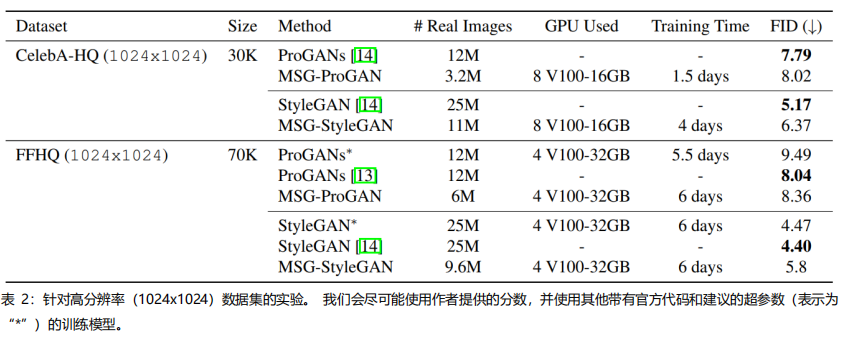 Dataset Size Method # Real Images GPU Used Training Time FID (↓)
CelebA-HQ (1024x1024) 30K ProGANs [14] 12M - - 7.79
MSG-ProGAN 3.2M 8 V100-16GB 1.5 days 8.02
StyleGAN [14] 25M - - 5.17
MSG-StyleGAN 11M 8 V100-16GB 4 days 6.37
FFHQ (1024x1024) 70K ProGANs* 12M 4 V100-32GB 5.5 days 9.49
ProGANs [13] 12M - - 8.04
MSG-ProGAN 6M 4 V100-32GB 6 days 8.36
StyleGAN* 25M 4 V100-32GB 6 days 4.47
StyleGAN [14] 25M - - 4.40
MSG-StyleGAN 9.6M 4 V100-32GB 6 days 5.8
表 2：针对高分辨率（1024x1024）数据集的实验。 我们会尽可能使用作者提供的分数，并使用其他带有官方代码和建议的超参数（表示为
“*”）的训练模型。